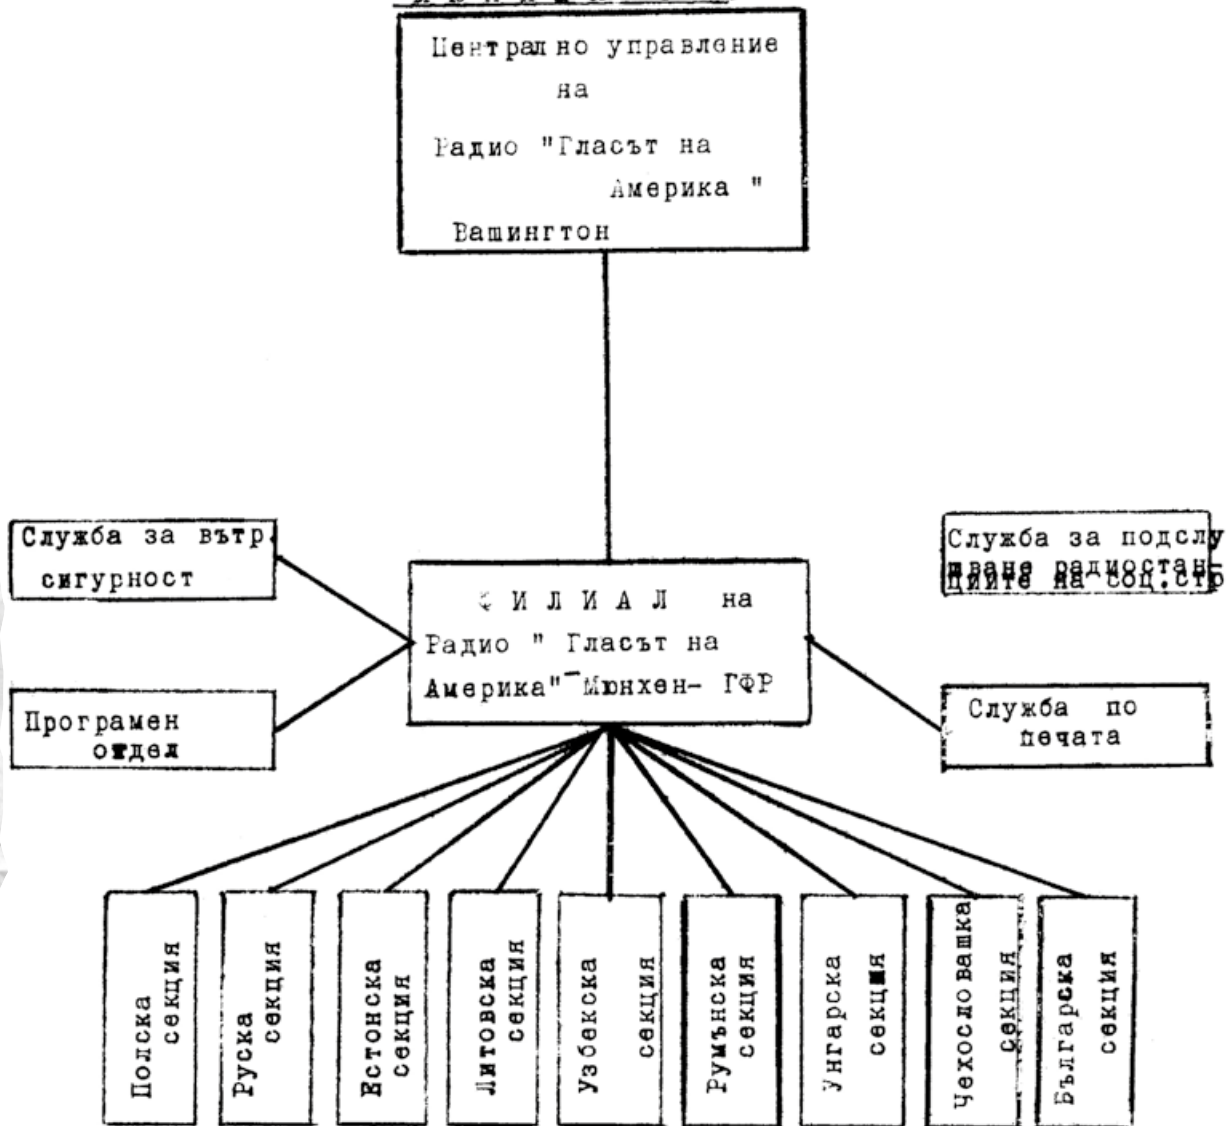 Централно управление
на
Радио "Гласът на
Америка "
Вашингтон
Служба за вътр.
сигурност
Служба за подслу
шване радиостан-
циите на соц.стр
ФИЛИАЛ на
Радио " Гласът на
Америка"-Мюнхен- ГФР
Програмен
отдел
Служба по
печата
Полска
секция
Руска
секция
Естонска
секция
Литовска
секция
Узбекска
секция
Румънска
секция
Унгарска
секция
Чехословашка
секция
Българска
секция